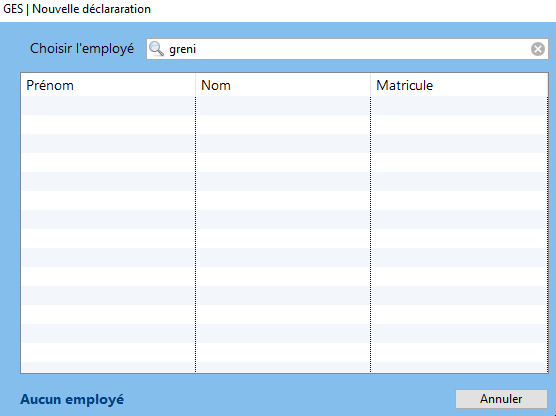 GES | Nouvelle déclararation
Choisir l'employé greni
Prénom Nom Matricule
Aucun employé Annuler